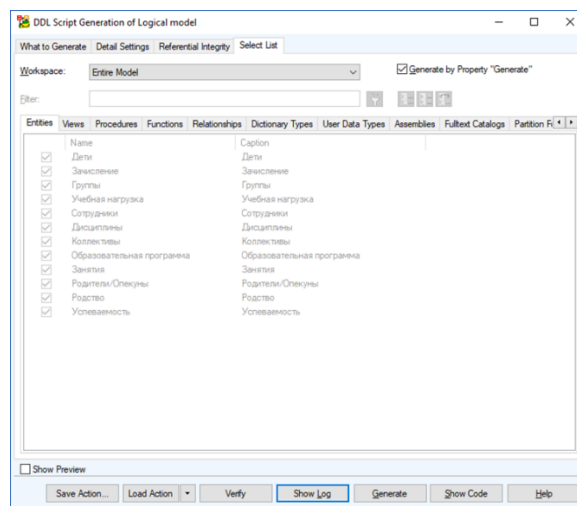 DDL Script Generation of Logical model
What to Generate Detail Settings Referential Integrity Select List
Workspace: Entire Model Generate by Property "Generate"
Filter:
Entities Views Procedures Functions Relationships Dictionary Types User Data Types Assemblies Fulltext Catalogs Partition
Name Caption
Дети Дети
Зачисление Зачисление
Группы Группы
Учебная нагрузка Учебная нагрузка
Сотрудники Сотрудники
Дисциплины Дисциплины
Коллективы Коллективы
Образовательная программа Образовательная программа
Занятия Занятия
Родители/Опекуны Родители/Опекуны
Родство Родство
Успеваемость Успеваемость
Show Preview
Save Action... Load Action Verify Show Log Generate Show Code Help